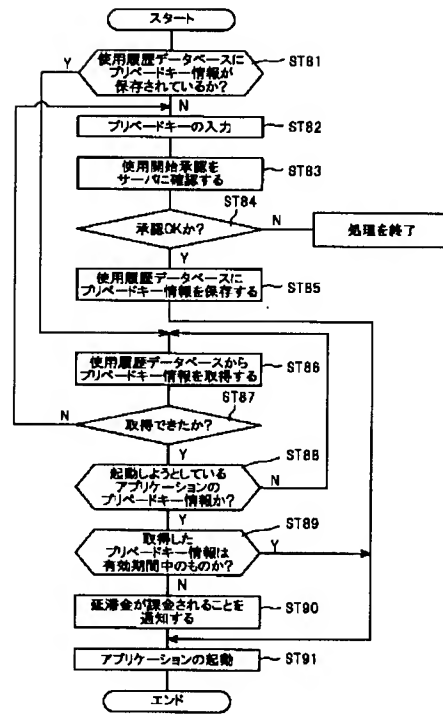 スタート
使用履歴データベースに
プリペードキー情報が
保存されているか?
ST81
Y
N
プリペードキーの入力
ST82
使用開始承認を
サーバに確認する
ST83
ST84
承認OKか?
N
処理を終了
Y
使用履歴データベースに
プリペードキー情報を保存する
ST85
使用履歴データベースから
プリペードキー情報を取得する
ST86
ST87
N
取得できたか?
Y
ST88
起動しようとしている
アプリケーションの
プリペードキー情報か?
N
Y
ST89
取得した
プリペードキー情報は
有効期間中のものか?
Y
N
延滞金が課金されることを
通知する
ST90
アプリケーションの起動
ST91
エンド